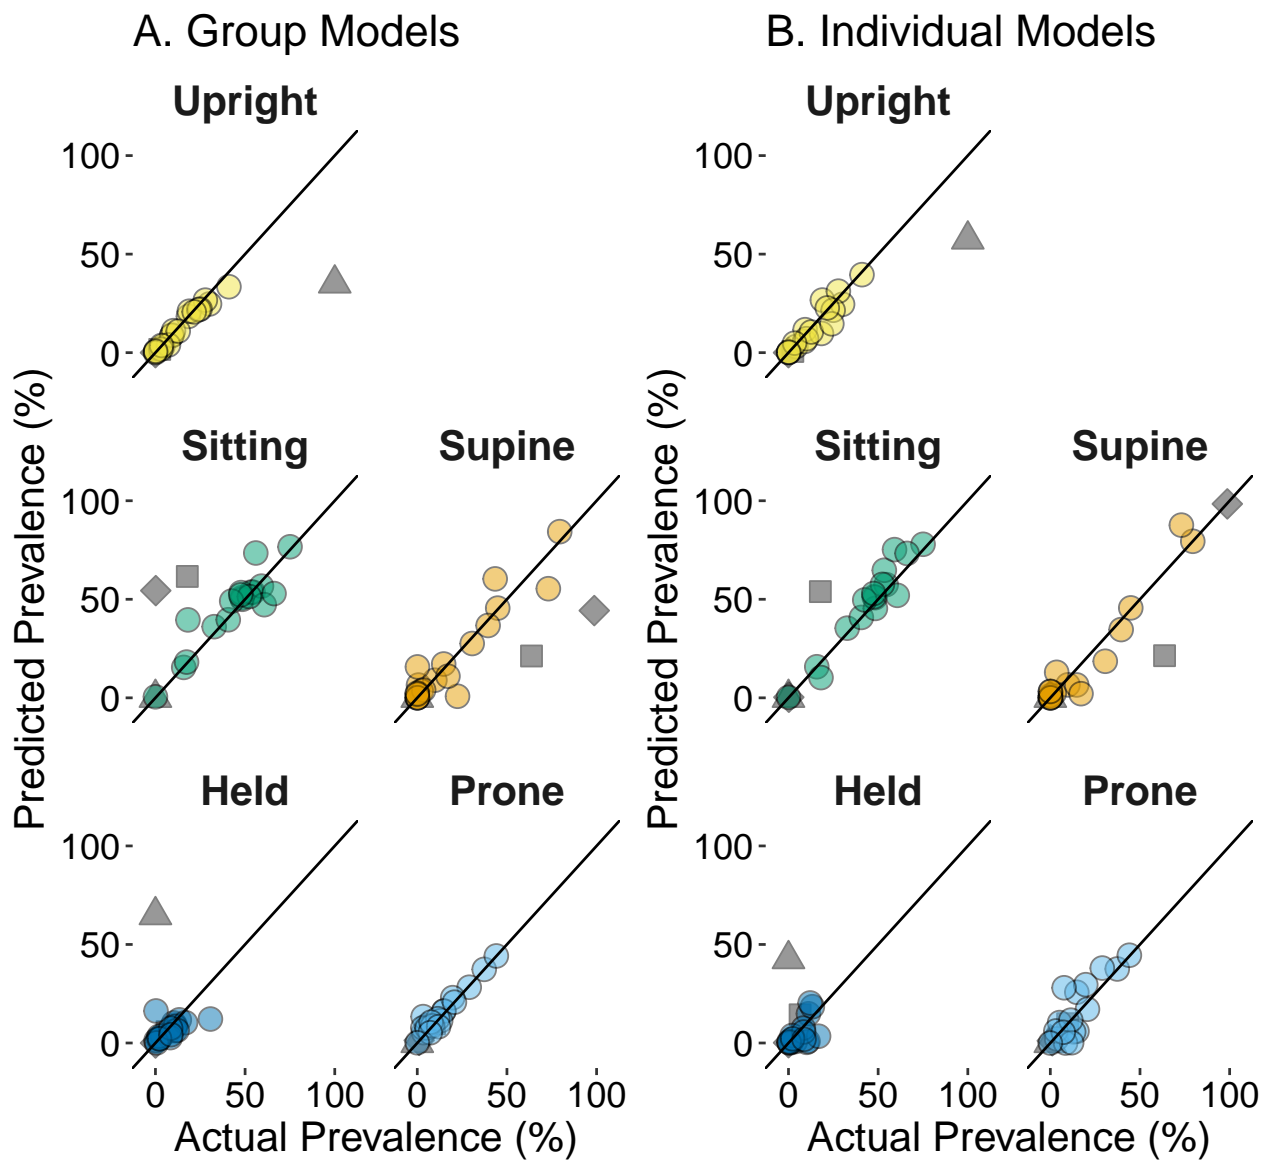 A. Group Models
B. Individual Models
Upright
100
50
0
Upright
100
50
0
Predicted Prevalence (%)
Sitting
Supine
100
50
0
Predicted Prevalence (%)
Sitting
Supine
100
50
0
Held
Prone
100
50
0
0 50 100
0 50 100
Actual Prevalence (%)
Held
Prone
100
50
0
0 50 100
0 50 100
Actual Prevalence (%)